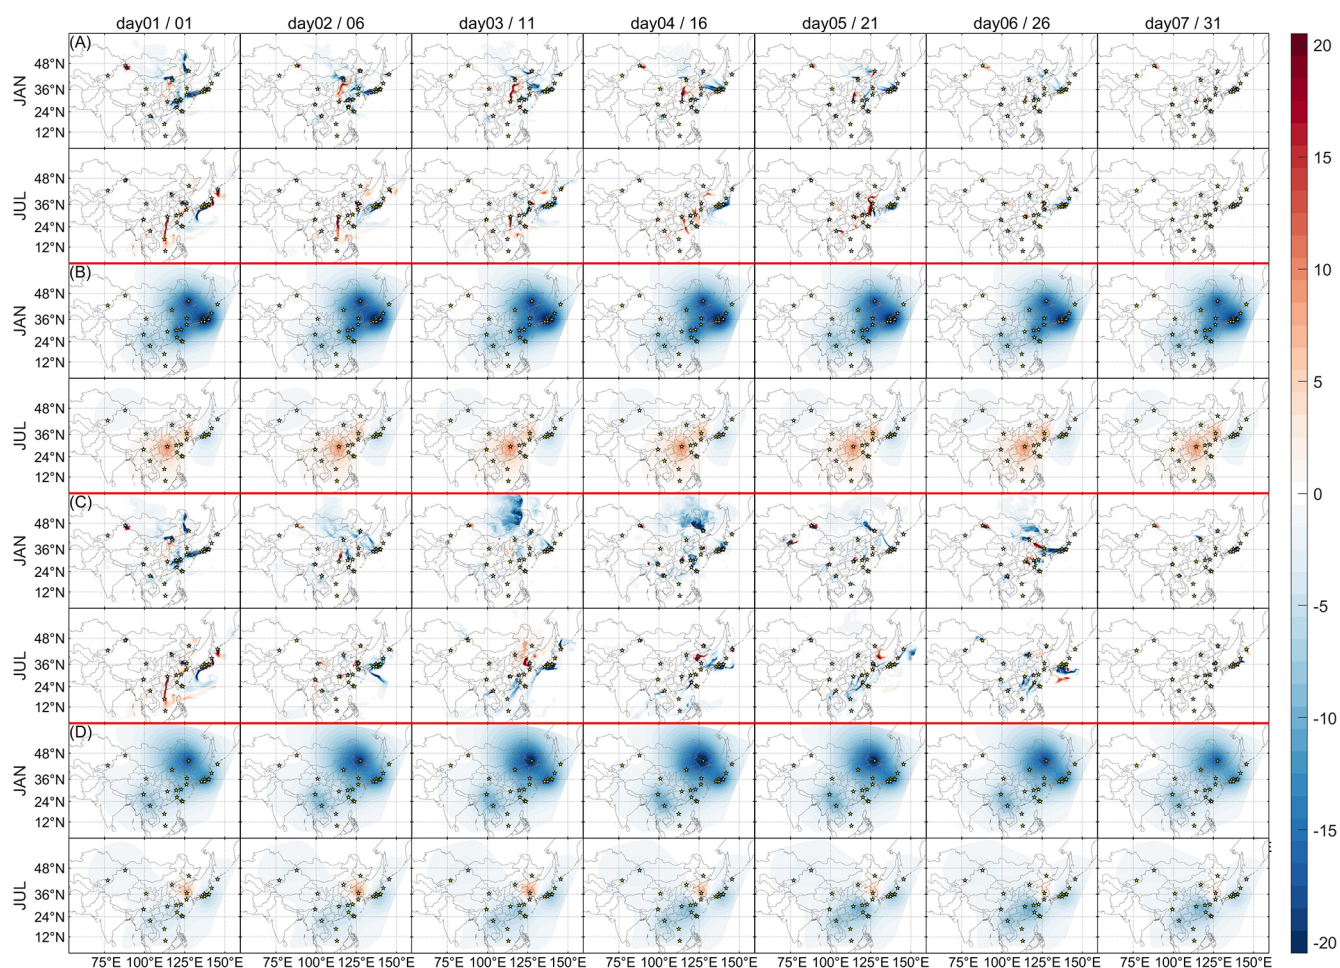 day01 / 01 day02 / 06 day03 / 11 day04 / 16 day05 / 21 day06 / 26 day07 / 31
(A)
JAN 48°N 36°N 24°N 12°N
JUL 48°N 36°N 24°N 12°N
(B)
JAN 48°N 36°N 24°N 12°N
JUL 48°N 36°N 24°N 12°N
(C)
JAN 48°N 36°N 24°N 12°N
JUL 48°N 36°N 24°N 12°N
(D)
JAN 48°N 36°N 24°N 12°N
JUL 48°N 36°N 24°N 12°N
75°E 100°E 125°E 150°E 75°E 100°E 125°E 150°E 75°E 100°E 125°E 150°E 75°E 100°E 125°E 150°E 75°E 100°E 125°E 150°E 75°E 100°E 125°E 150°E 75°E 100°E 125°E 150°E
20
15
10
5
0
-5
-10
-15
-20